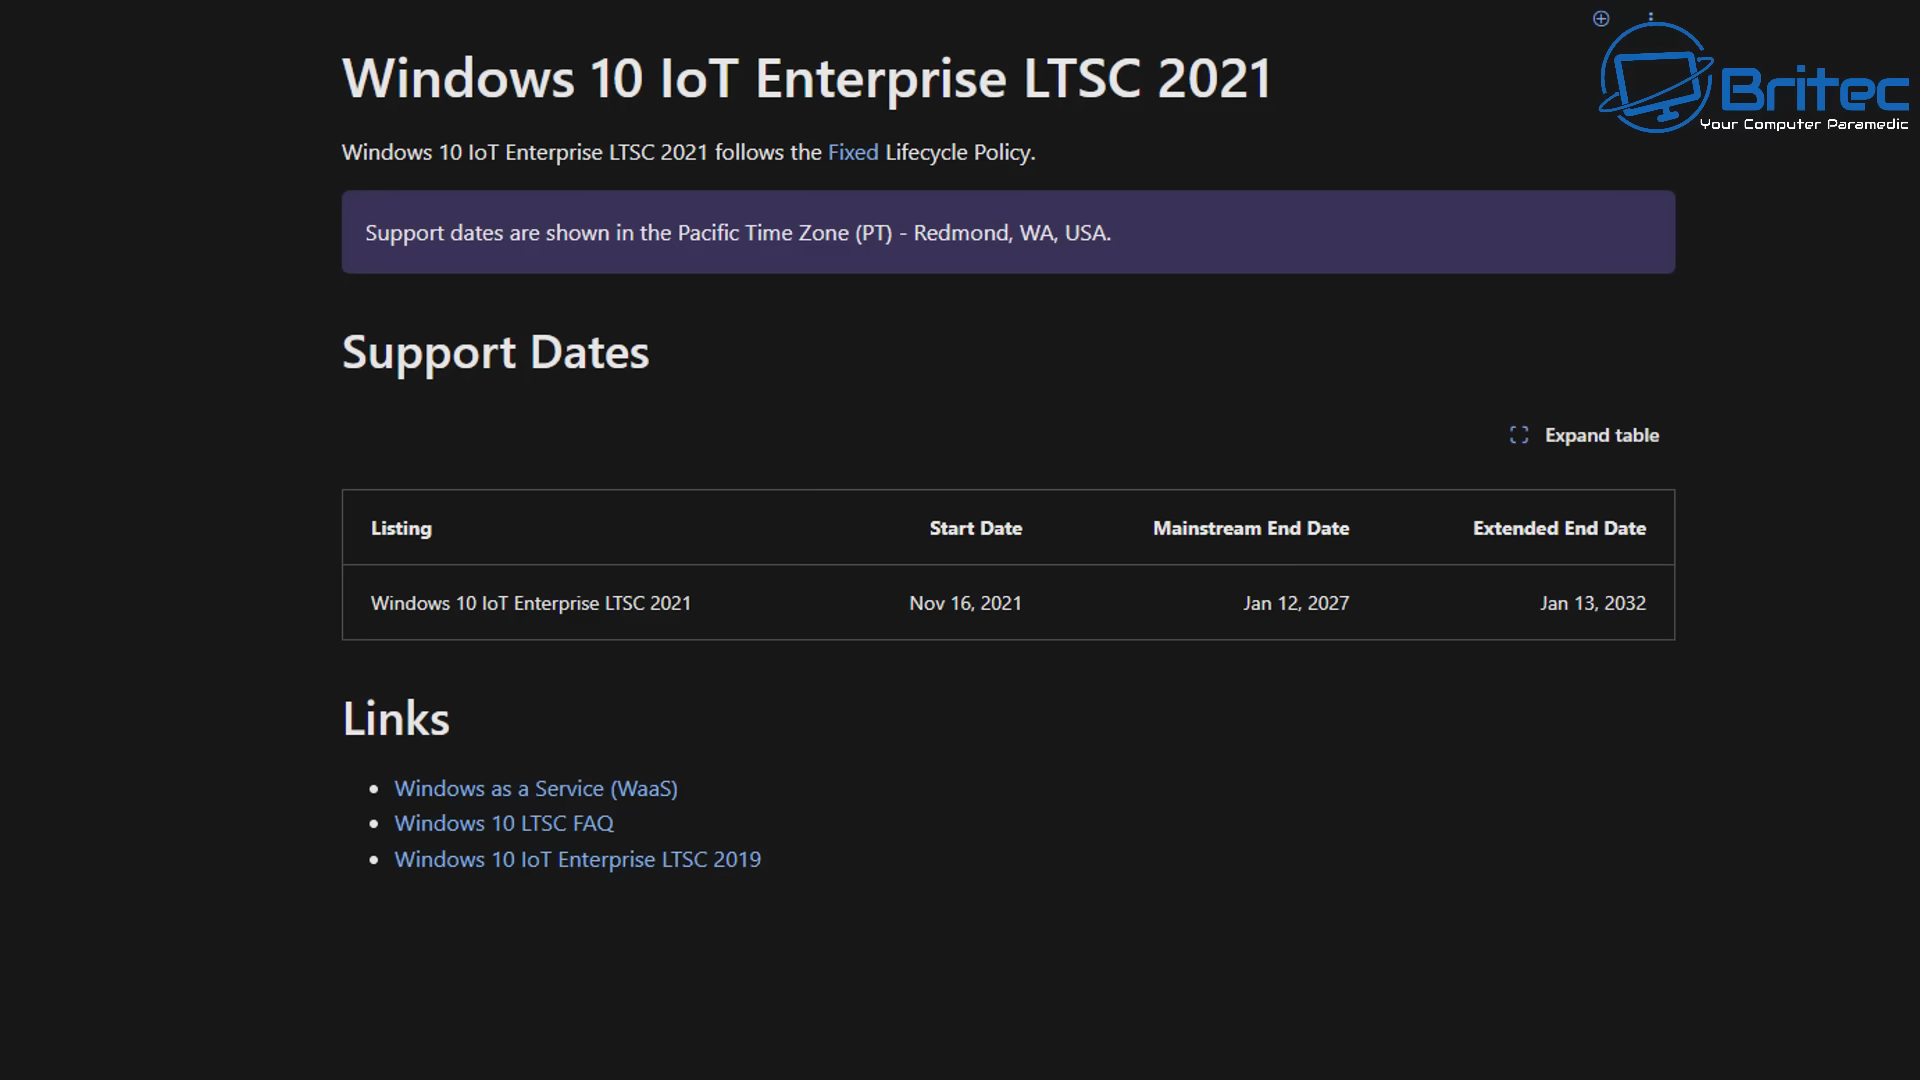 Britec
Your Computer Paramedic
Windows 10 IoT Enterprise LTSC 2021
Windows 10 IoT Enterprise LTSC 2021 follows the Fixed Lifecycle Policy.
Support dates are shown in the Pacific Time Zone (PT) - Redmond, WA, USA.
Support Dates
Expand table
Listing Start Date Mainstream End Date Extended End Date
Windows 10 IoT Enterprise LTSC 2021 Nov 16, 2021 Jan 12, 2027 Jan 13, 2032
Links
Windows as a Service (WaaS)
Windows 10 LTSC FAQ
Windows 10 IoT Enterprise LTSC 2019